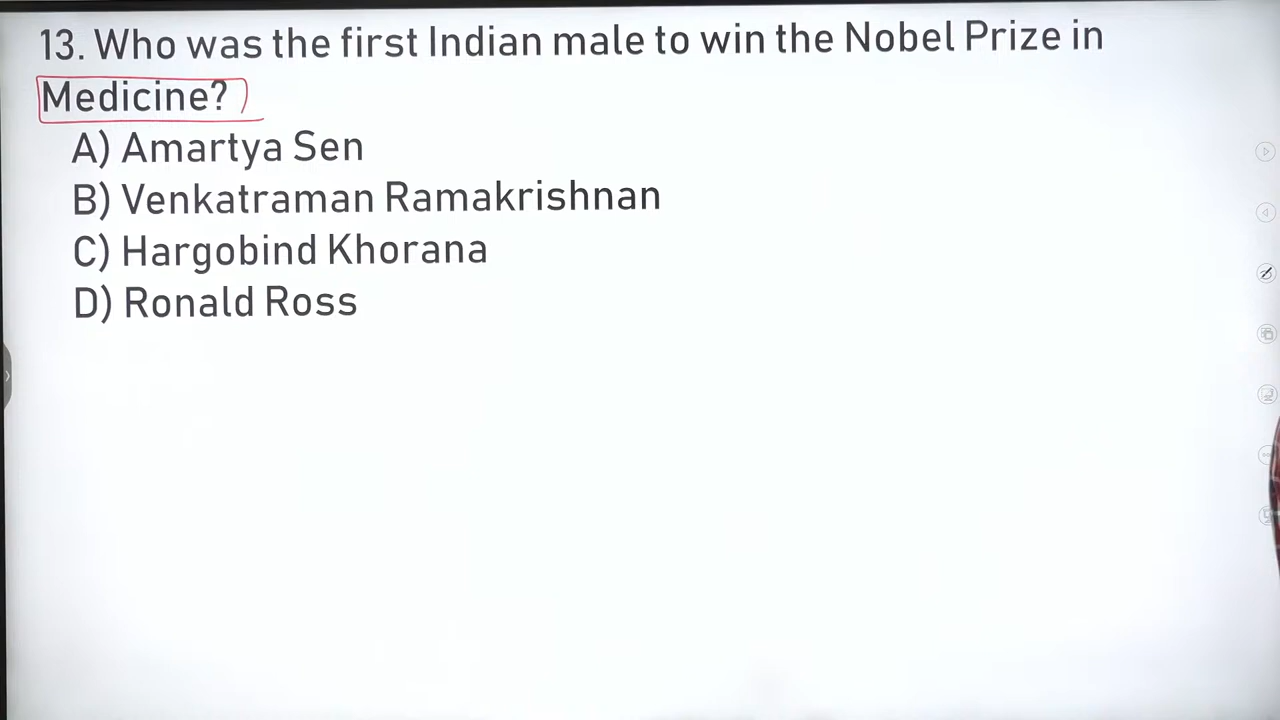 13. Who was the first Indian male to win the Nobel Prize in
Medicine?
A) Amartya Sen
B) Venkatraman Ramakrishnan
C) Hargobind Khorana
D) Ronald Ross